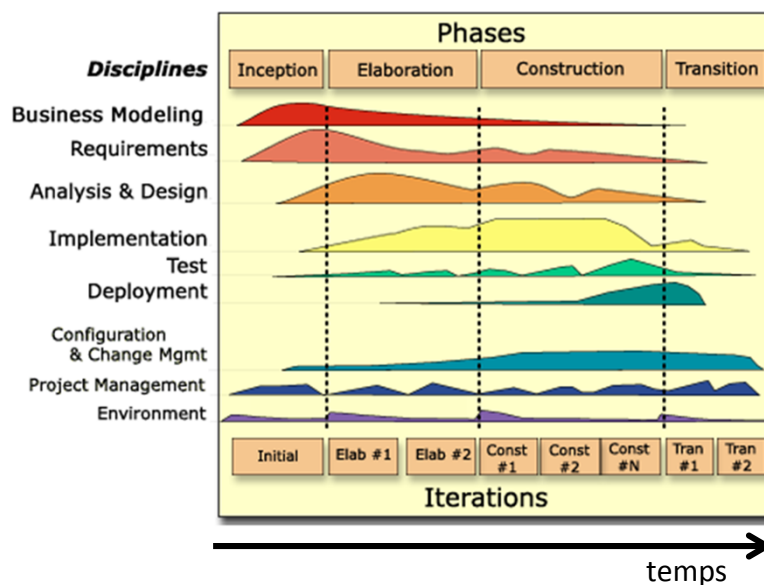 Phases
Disciplines
Inception
Elaboration
Construction
Transition
Business Modeling
Requirements
Analysis & Design
Implementation
Test
Deployment
Configuration
& Change Mgmt
Project Management
Environment
Initial
Elab #1
Elab #2
Const
#1
Const
#2
Const
#N
Tran
#1
Tran
#2
Iterations
temps